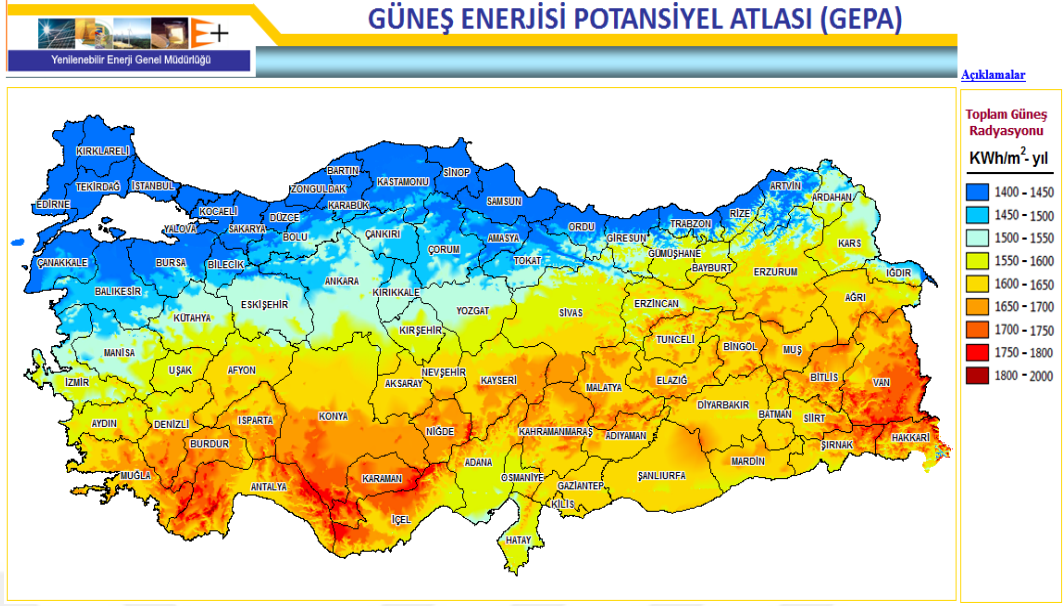 GÜNEŞ ENERJİSİ POTANSİYEL ATLASI (GEPA)
E+
Yenilenebilir Enerji Genel Müdürlüğü
Açıklamalar
Toplam Güneş
Radyasyonu
KWh/m²- yıl
1400 - 1450
1450 - 1500
1500 - 1550
1550 - 1600
1600 - 1650
1650 - 1700
1700 - 1750
1750 - 1800
1800 - 2000
KIRKLARELİ
TEKİRDAĞ
İSTANBUL
EDİRNE
KOCAELİ
YALOVA
SAKARYA
DÜZCE
BOLU
ZONGULDAK
BARTIN
KARABÜK
KASTAMONU
SİNOP
SAMSUN
ÇANKIRI
ÇORUM
AMASYA
TOKAT
ORDU
GİRESUN
TRABZON
RİZE
ARTVİN
ARDAHAN
GÜMÜŞHANE
BAYBURT
ERZURUM
KARS
IĞDIR
AĞRI
ÇANAKKALE
BALIKESİR
BURSA
BİLECİK
ESKİŞEHİR
KÜTAHYA
ANKARA
KIRIKKALE
KIRŞEHİR
YOZGAT
SİVAS
ERZİNCAN
TUNCELİ
BİNGÖL
MUŞ
BİTLİS
VAN
MANİSA
İZMİR
UŞAK
AFYON
AKSARAY
NEVŞEHİR
KAYSERİ
MALATYA
ELAZIĞ
DİYARBAKIR
BATMAN
SİİRT
ŞIRNAK
HAKKARİ
AYDIN
DENİZLİ
ISPARTA
BURDUR
KONYA
NİĞDE
KAHRAMANMARAŞ
ADIYAMAN
MARDİN
ŞANLIURFA
MUĞLA
ANTALYA
KARAMAN
İÇEL
ADANA
OSMANİYE
GAZİANTEP
KİLİS
HATAY